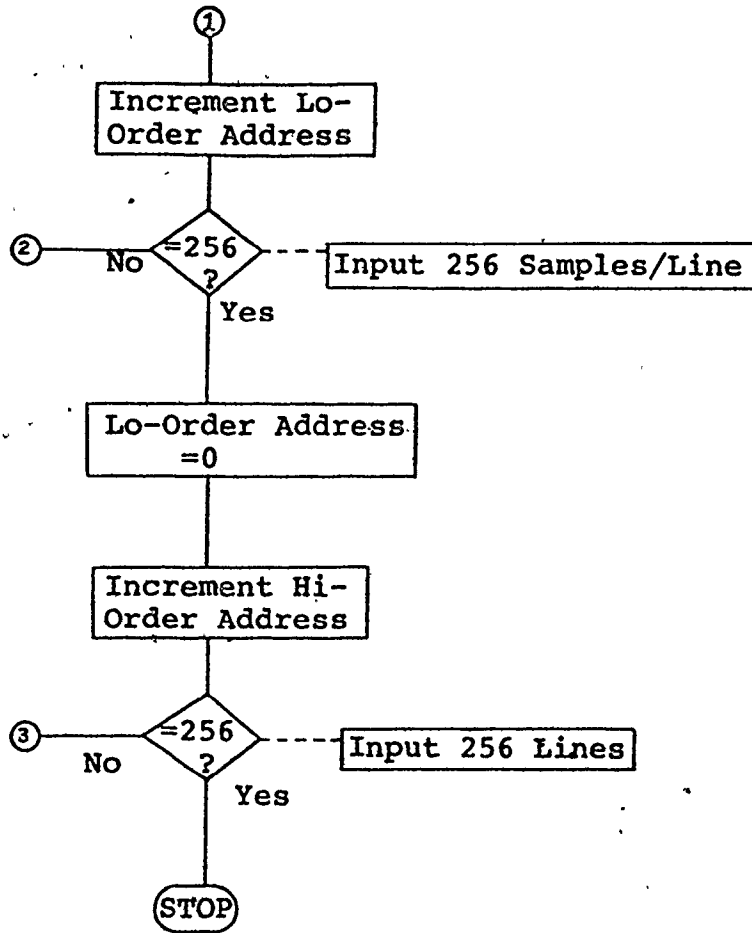 1
Increment Lo-
Order Address
2
No
=256
?
Input 256 Samples/Line
Yes
Lo-Order Address
=0
Increment Hi-
Order Address
3
No
=256
?
Input 256 Lines
Yes
STOP